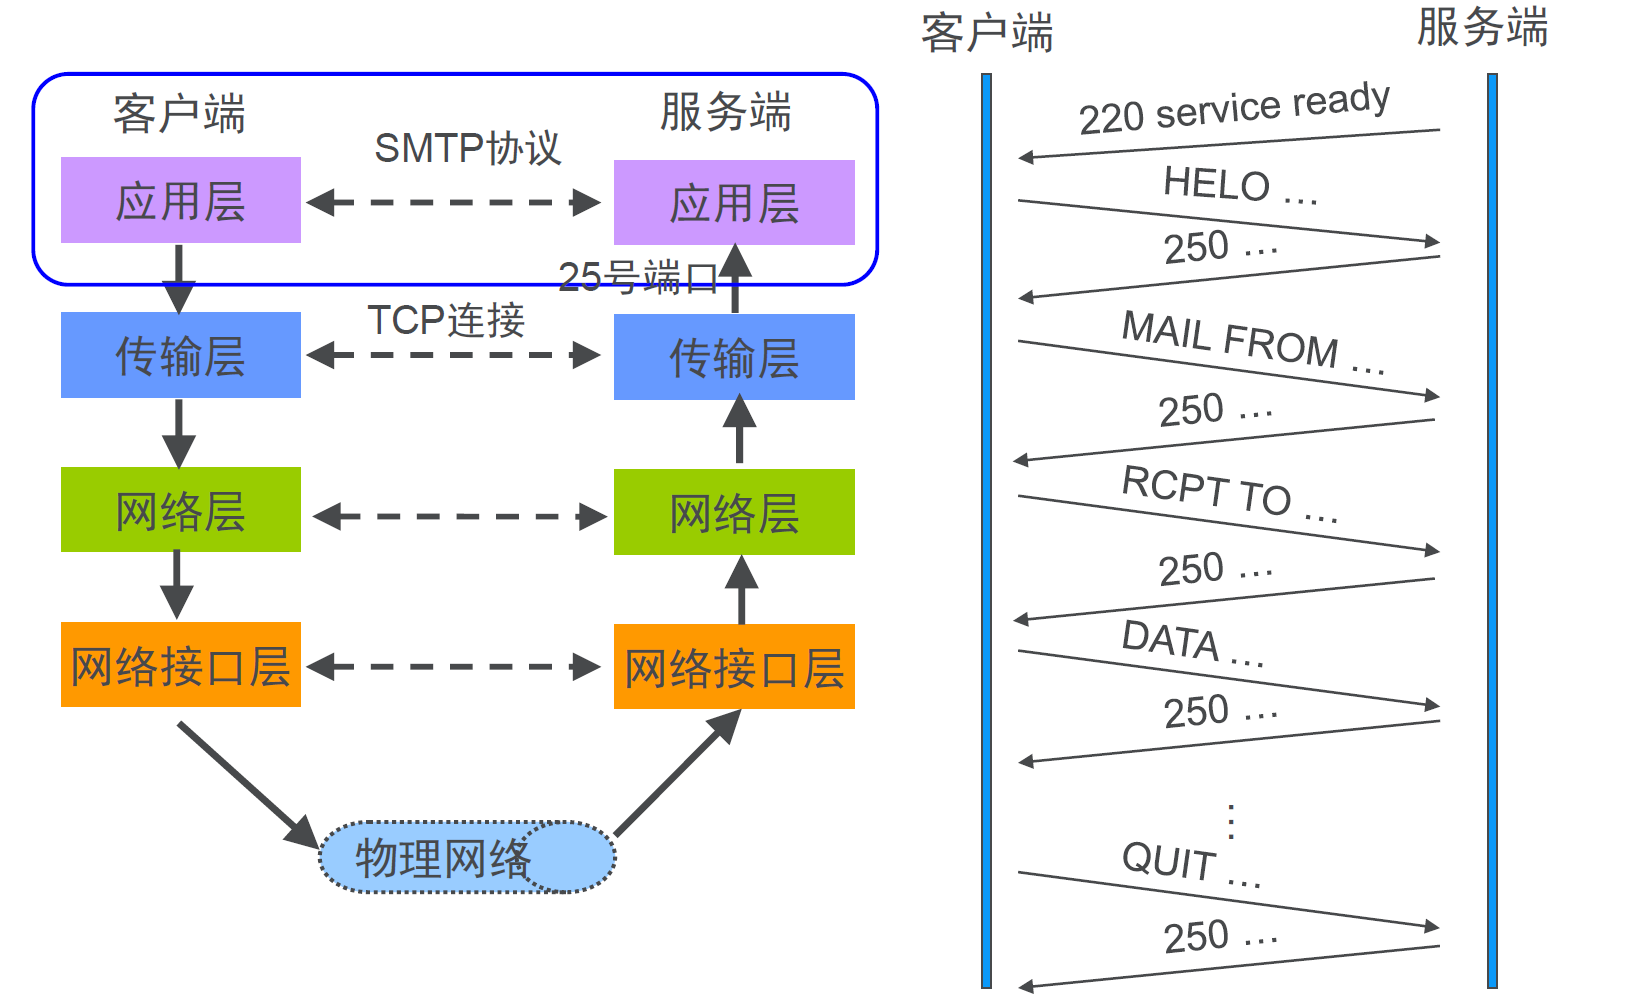 客户端
服务端
SMTP协议
应用层
应用层
25号端口
TCP连接
传输层
传输层
网络层
网络层
网络接口层
网络接口层
物理网络
客户端
服务端
220 service ready
HELO …
250 …
MAIL FROM …
250 …
RCPT TO …
250 …
DATA …
250 …
:
QUIT …
250 …